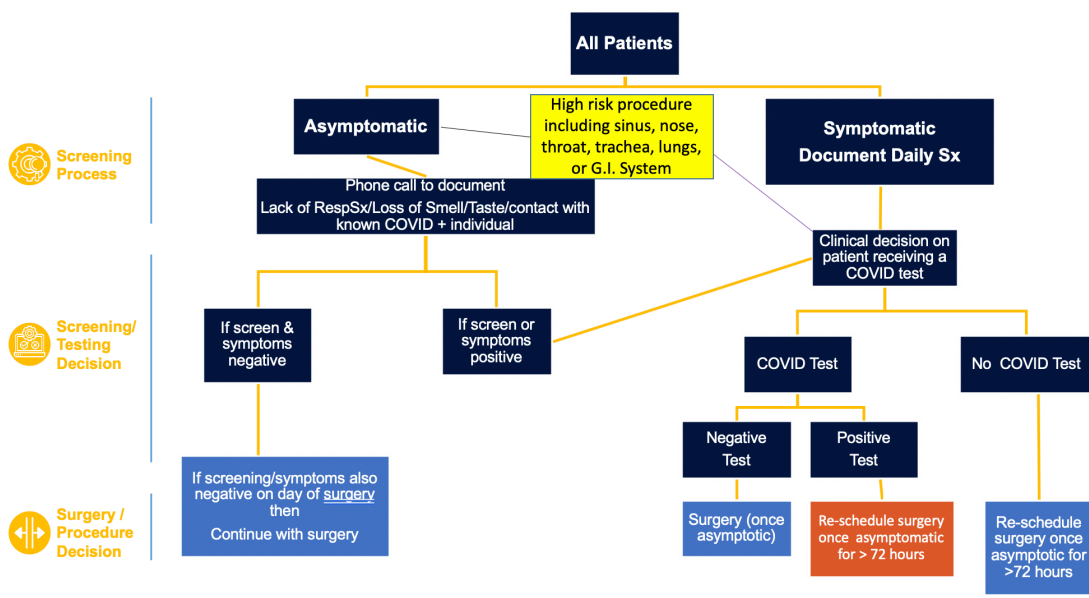 All Patients
Screening
Process
Asymptomatic
High risk procedure
including sinus, nose,
throat, trachea, lungs,
or G.I. System
Symptomatic
Document Daily Sx
Phone call to document
Lack of RespSx/Loss of Smell/Taste/contact with
known COVID + individual
Clinical decision on
patient receiving a
COVID test
Screening/
Testing
Decision
If screen &
symptoms
negative
If screen or
symptoms
positive
COVID Test
No COVID Test
Negative
Test
Positive
Test
Surgery /
Procedure
Decision
If screening/symptoms also
negative on day of surgery
then
Continue with surgery
Surgery (once
asymptotic)
Re-schedule surgery
once asymptomatic
for > 72 hours
Re-schedule
surgery once
asymptotic for
>72 hours